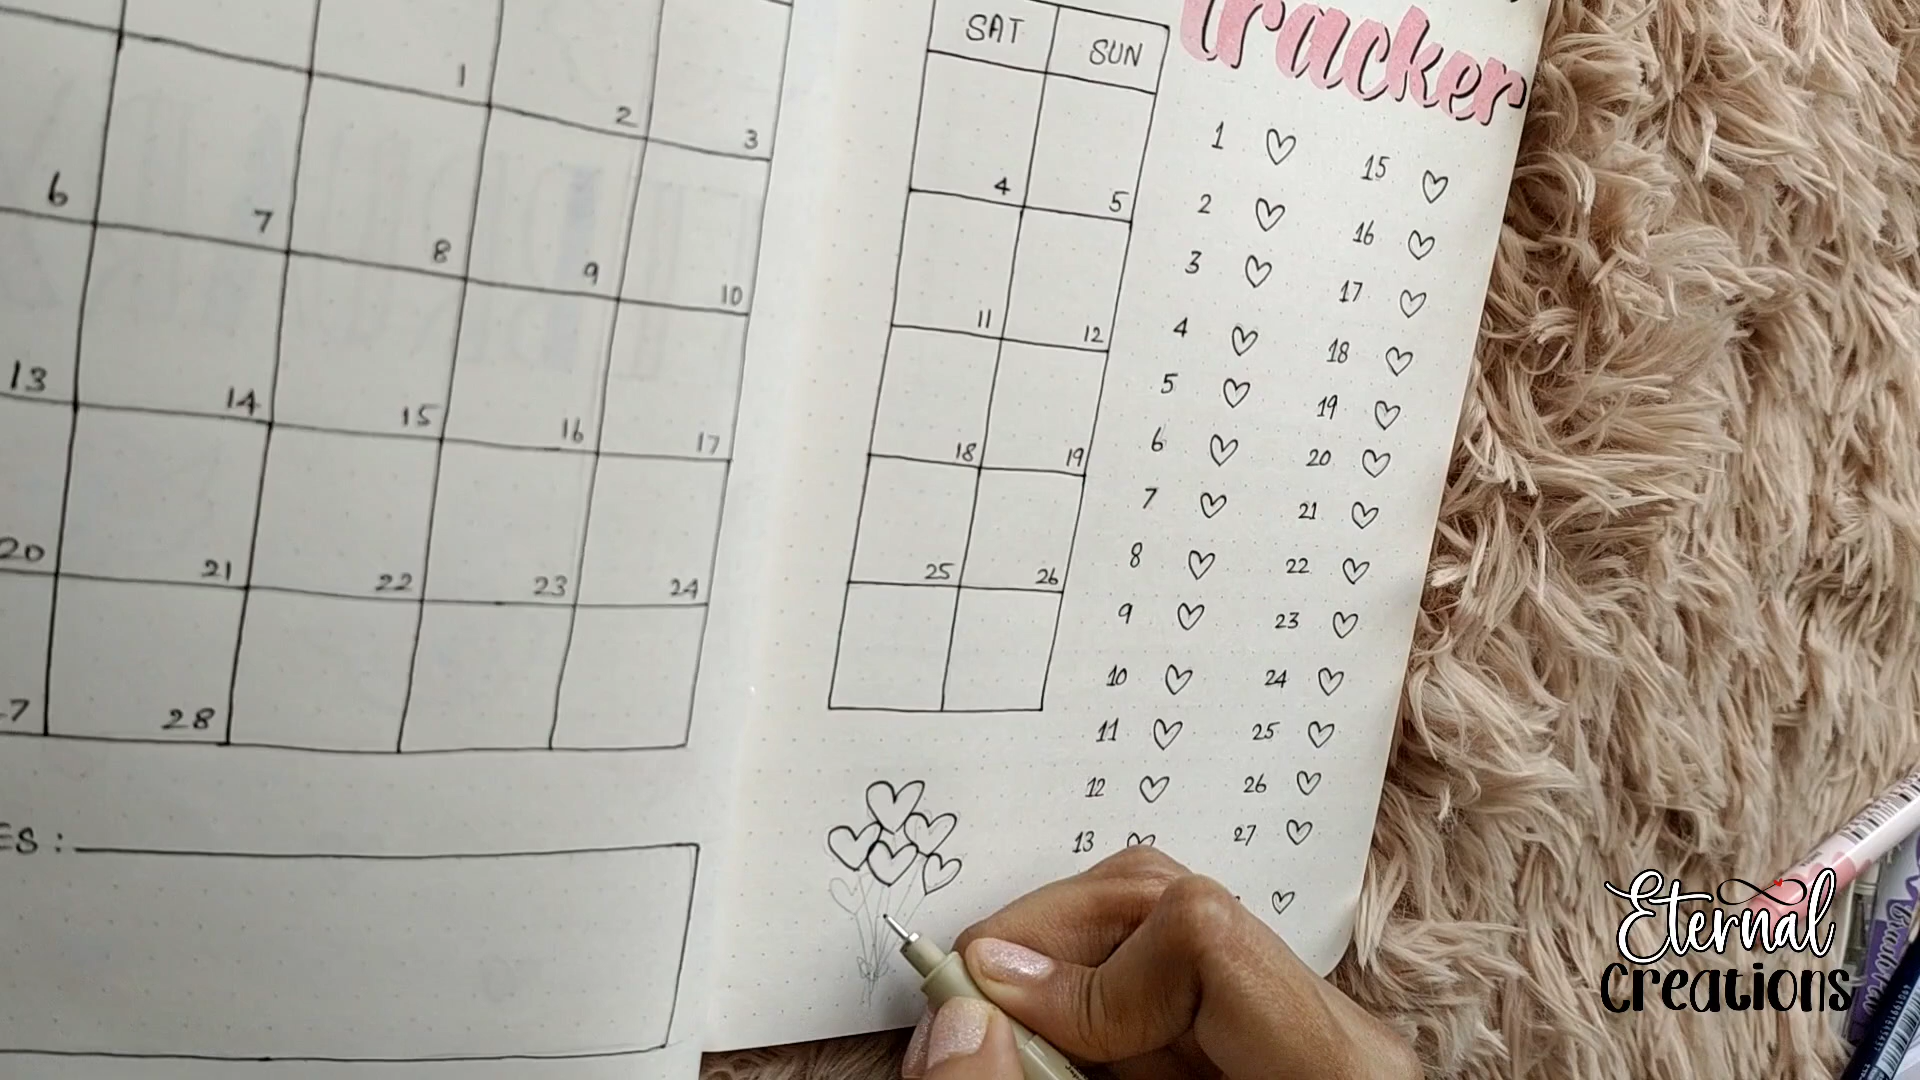 1 2 3
6 7 8 9 10
13 14 15 16 17
20 21 22 23 24
28
SAT SUN
4 5
11 12
18 19
25 26
tracker
1 15
2 16
3 17
4 18
5 19
6 20
7 21
8 22
9 23
10 24
11 25
12 26
13 27
Eternal
Creations